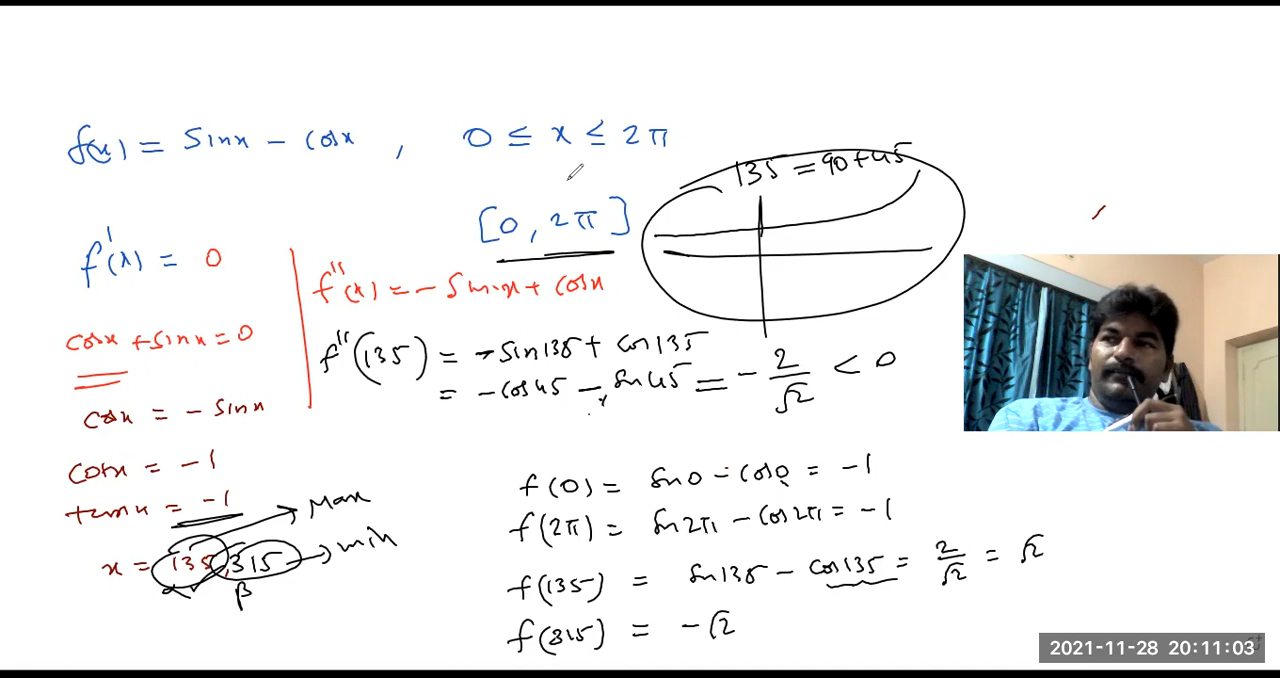 f(x) = Sinx - cosx , 0 ≤ x ≤ 2π
135 = 90+45
[0, 2π]
f'(x) = 0
f''(x) = - Sinx + cosx
cosx + sinx = 0
f''(135) = - sin135 + cos135
= - cos45 - sin45 = - 2/√2 < 0
cosx = - sinx
cotx = -1
tanx = -1
Max
x = 135, 315
min
α β
f(0) = sin0 - cos0 = -1
f(2π) = sin2π - cos2π = -1
f(135) = sin135 - cos135 = 2/√2 = √2
f(315) = -√2
2021-11-28 20:11:03